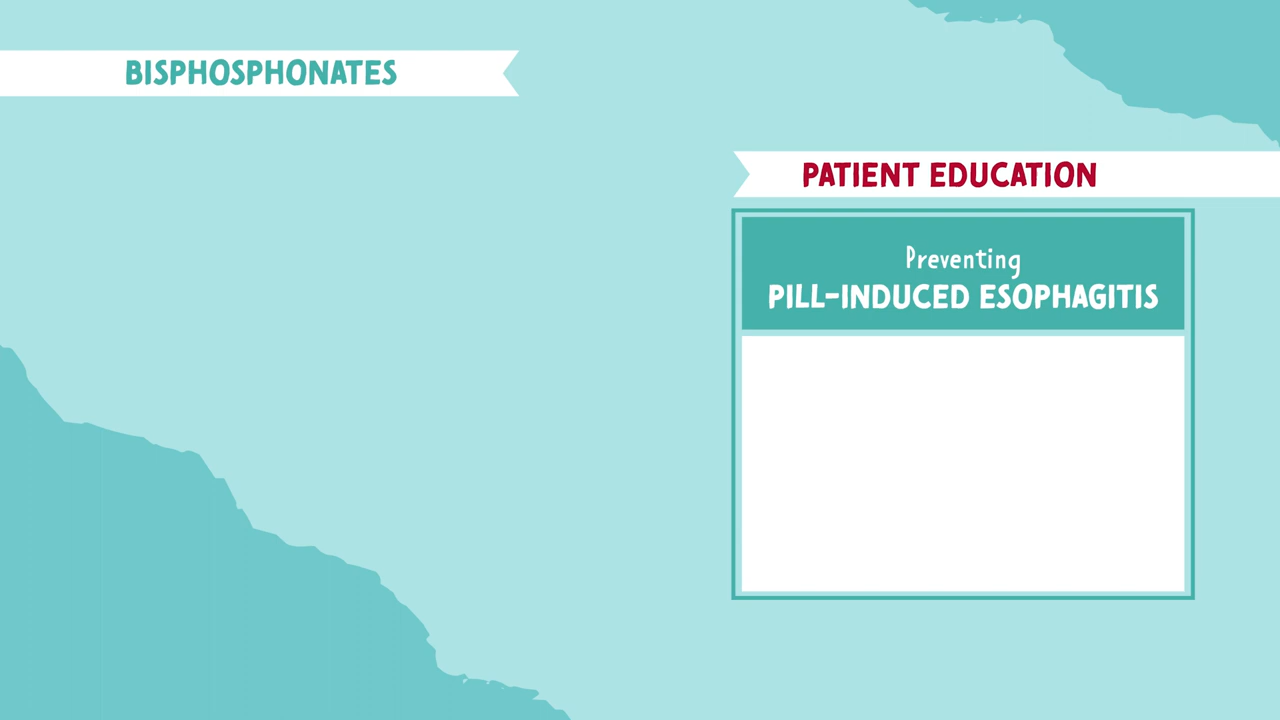 BISPHOSPHONATES
PATIENT EDUCATION
Preventing
PILL-INDUCED ESOPHAGITIS